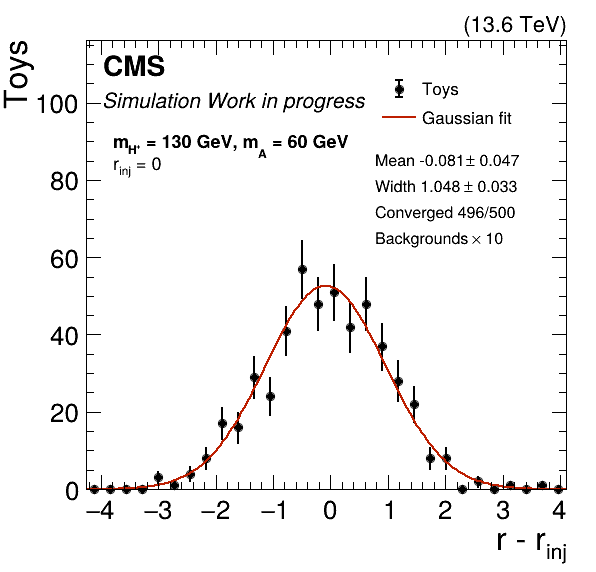 (13.6 TeV)
CMS
Simulation Work in progress
m_H+ = 130 GeV, m_A = 60 GeV
r_inj = 0
Toys
Gaussian fit
Mean -0.081± 0.047
Width 1.048 ± 0.033
Converged 496/500
Backgrounds × 10
Toys
100
80
60
40
20
0
−4 −3 −2 −1 0 1 2 3 4
r - r_inj